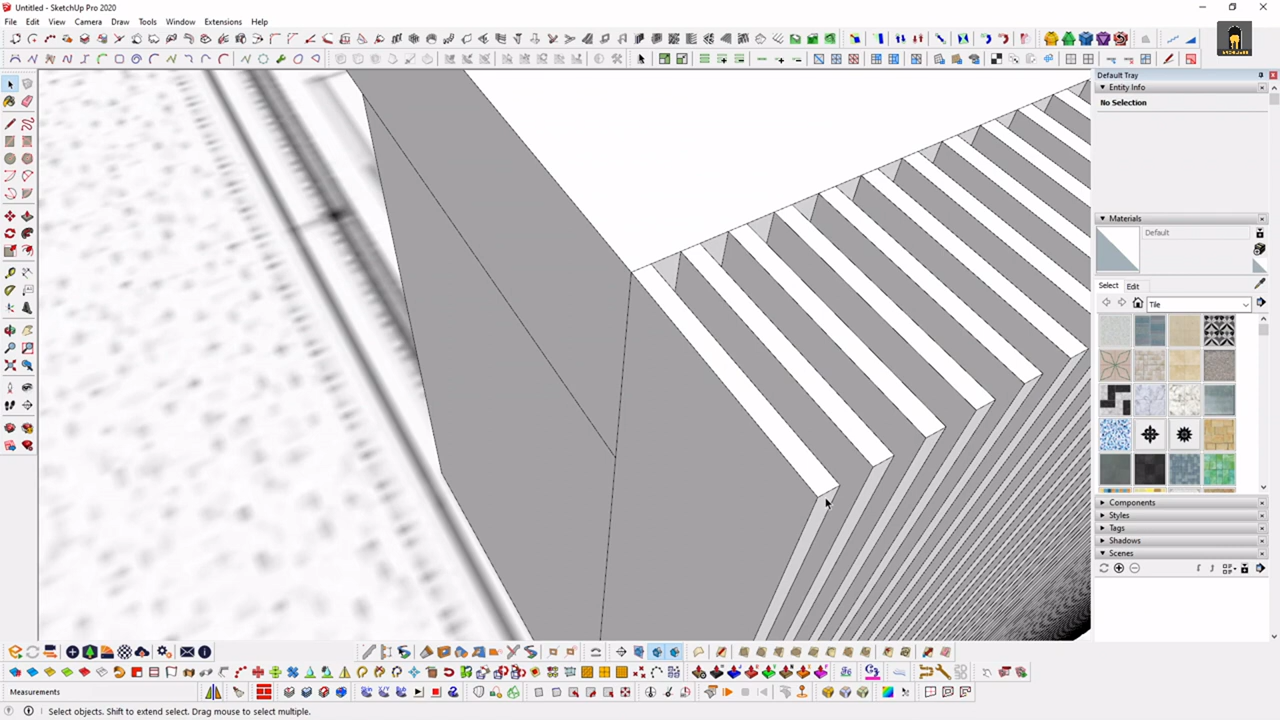 Untitled - SketchUp Pro 2020
File Edit View Camera Draw Tools Window Extensions Help
Default Tray
Entity Info
No Selection
Materials
Default
Select Edit
Tile
Components
Styles
Tags
Shadows
Scenes
Measurements
Select objects. Shift to extend select. Drag mouse to select multiple.